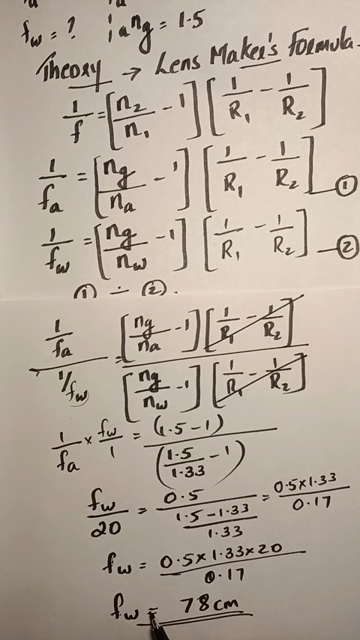 fw = ? ; ang = 1.5
Theory → Lens Maker's Formula.
1/f = [n2/n1 - 1] [1/R1 - 1/R2]
1/fa = [ng/na - 1] [1/R1 - 1/R2] — ①
1/fw = [ng/nw - 1] [1/R1 - 1/R2] — ②
① ÷ ②.
(1/fa)/(1/fw) = [ng/na - 1] [1/R1 - 1/R2] / [ng/nw - 1] [1/R1 - 1/R2]
1/fa × fw/1 = (1.5 - 1) / (1.5/1.33 - 1)
fw/20 = 0.5 / ((1.5 - 1.33)/1.33) = 0.5 x 1.33 / 0.17
fw = 0.5 x 1.33 x 20 / 0.17
fw = 78 cm